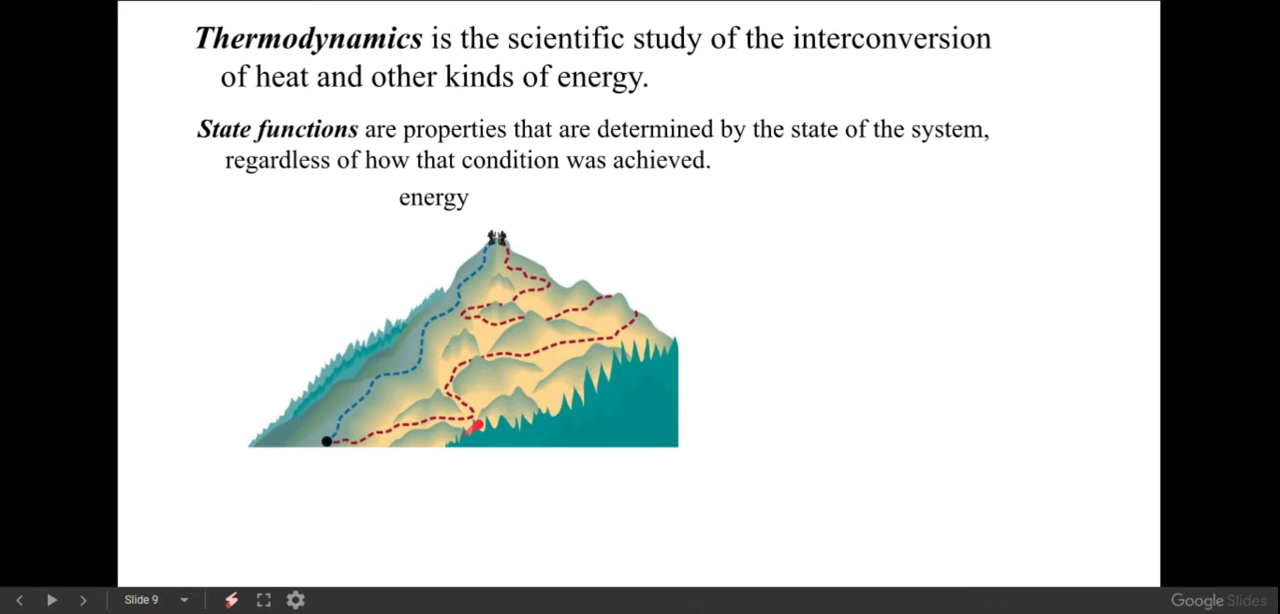 Thermodynamics is the scientific study of the interconversion
of heat and other kinds of energy.
State functions are properties that are determined by the state of the system,
regardless of how that condition was achieved.
energy
Slide 9
Google Slides